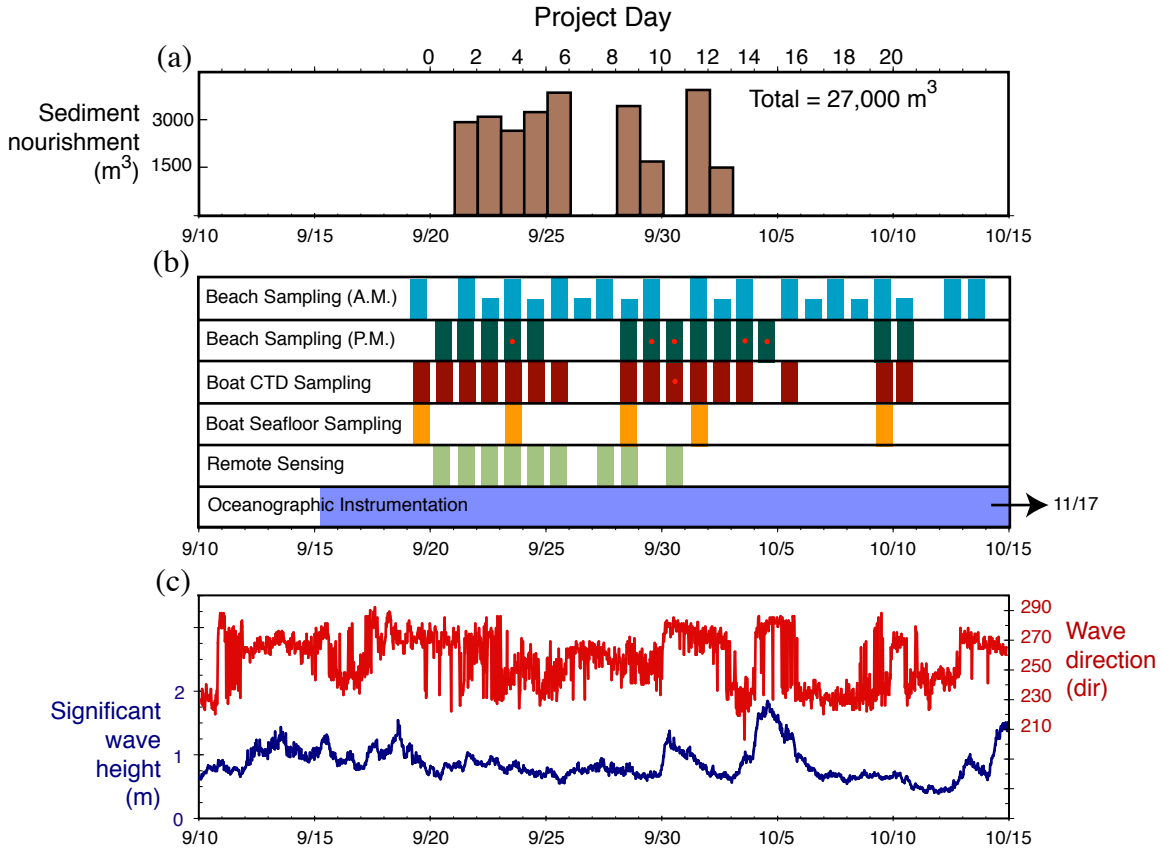 Project Day
(a)
0 2 4 6 8 10 12 14 16 18 20
Sediment
nourishment
(m³)
3000
1500
Total = 27,000 m³
9/10 9/15 9/20 9/25 9/30 10/5 10/10 10/15
(b)
Beach Sampling (A.M.)
Beach Sampling (P.M.)
Boat CTD Sampling
Boat Seafloor Sampling
Remote Sensing
Oceanographic Instrumentation
11/17
9/10 9/15 9/20 9/25 9/30 10/5 10/10 10/15
(c)
Significant
wave
height
(m)
2
1
0
290
270
250
230
210
Wave
direction
(dir)
9/10 9/15 9/20 9/25 9/30 10/5 10/10 10/15